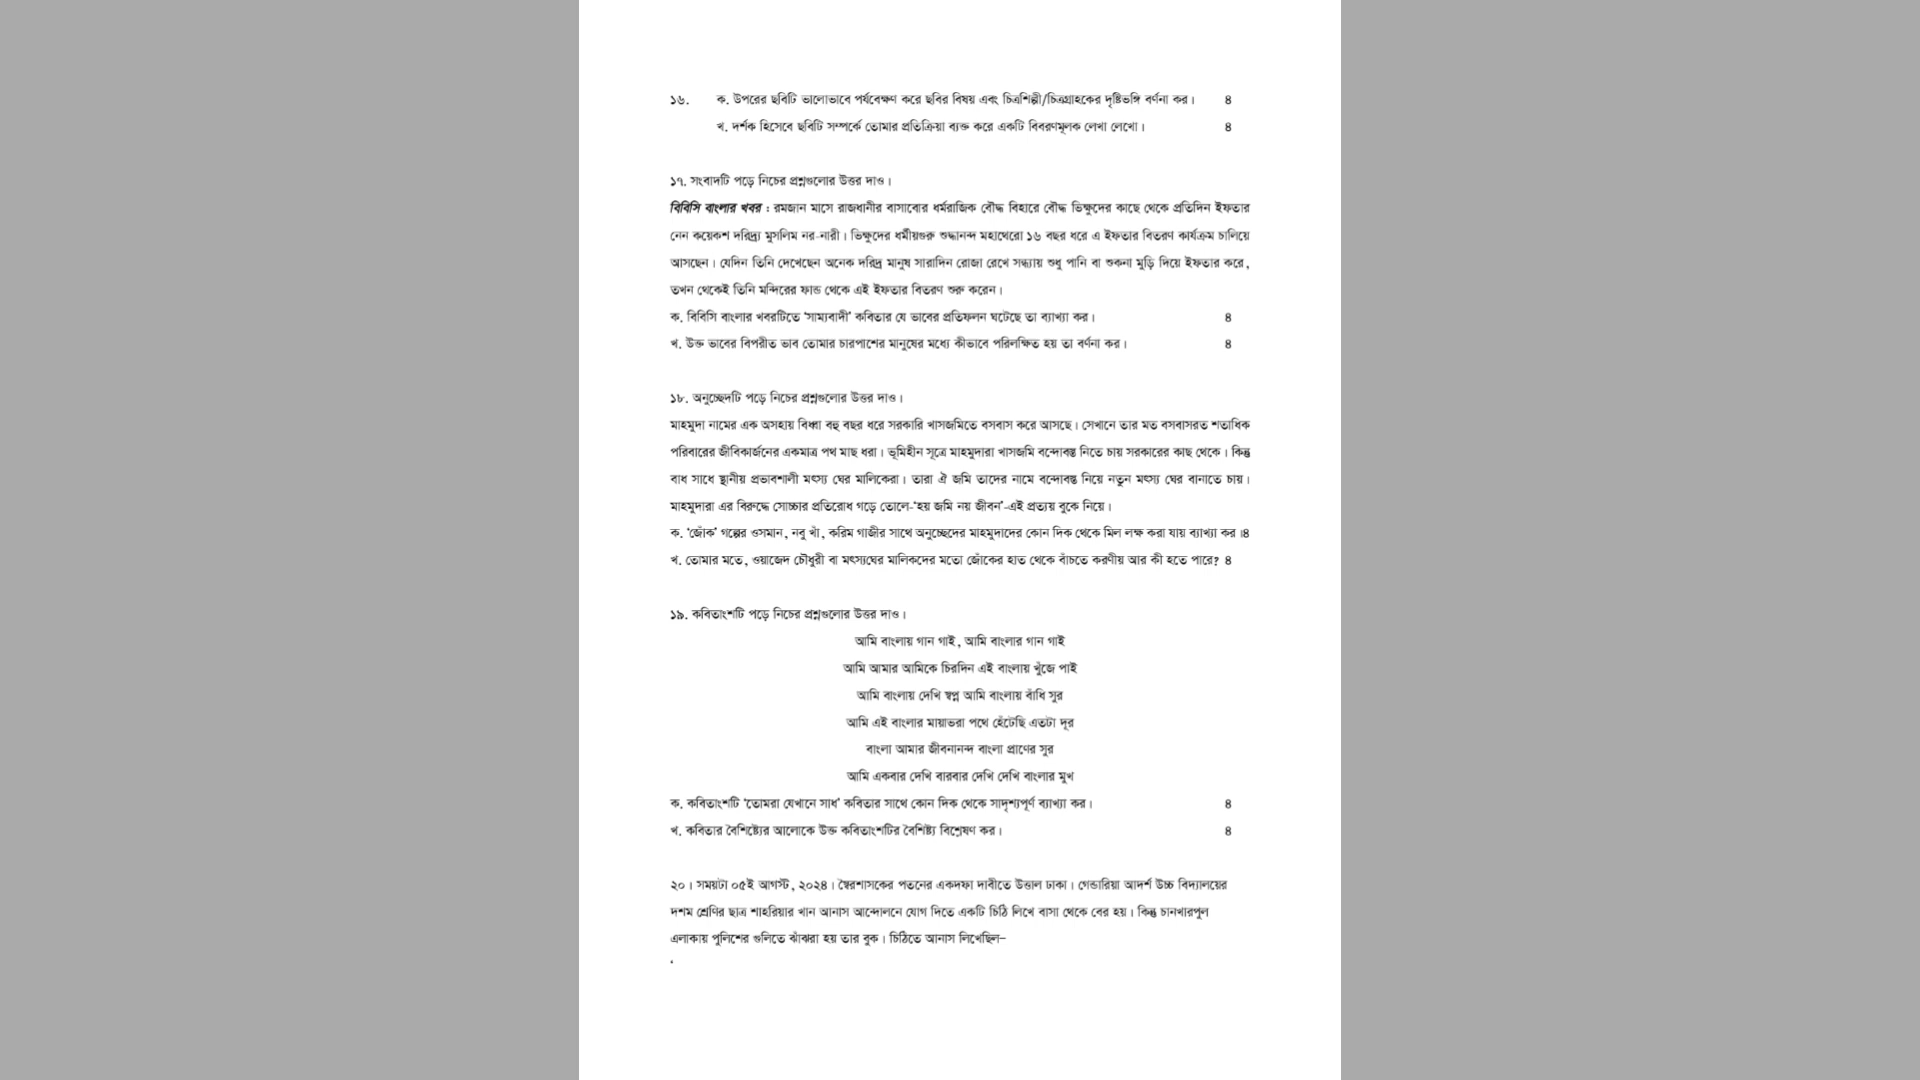 ১৬. ক. উপরের ছবিটি ভালোভাবে পর্যবেক্ষণ করে ছবির বিষয় এবং চিত্রশিল্পী/চিত্রগ্রাহকের দৃষ্টিভঙ্গি বর্ণনা কর। ৪
খ. দর্শক হিসেবে ছবিটি সম্পর্কে তোমার প্রতিক্রিয়া ব্যক্ত করে একটি বিবরণমূলক লেখা লেখো। ৪
১৭. সংবাদটি পড়ে নিচের প্রশ্নগুলোর উত্তর দাও।
বিবিসি বাংলার খবর : রমজান মাসে রাজধানীর বাসাবোর ধর্মরাজিক বৌদ্ধ বিহারে বৌদ্ধ ভিক্ষুদের কাছে থেকে প্রতিদিন ইফতার
নেন কয়েকশ দরিদ্র্য মুসলিম নর-নারী। ভিক্ষুদের ধর্মীয়গুরু শুদ্ধানন্দ মহাথেরো ১৬ বছর ধরে এ ইফতার বিতরণ কার্যক্রম চালিয়ে
আসছেন। যেদিন তিনি দেখেছেন অনেক দরিদ্র মানুষ সারাদিন রোজা রেখে সন্ধ্যায় শুধু পানি বা শুকনা মুড়ি দিয়ে ইফতার করে,
তখন থেকেই তিনি মন্দিরের ফান্ড থেকে এই ইফতার বিতরণ শুরু করেন।
ক. বিবিসি বাংলার খবরটিতে ‘সাম্যবাদী’ কবিতার যে ভাবের প্রতিফলন ঘটেছে তা ব্যাখ্যা কর। ৪
খ. উক্ত ভাবের বিপরীত ভাব তোমার চারপাশের মানুষের মধ্যে কীভাবে পরিলক্ষিত হয় তা বর্ণনা কর। ৪
১৮. অনুচ্ছেদটি পড়ে নিচের প্রশ্নগুলোর উত্তর দাও।
মাহমুদা নামের এক অসহায় বিধ্বা বহু বছর ধরে সরকারি খাসজমিতে বসবাস করে আসছে। সেখানে তার মত বসবাসরত শতাধিক
পরিবারের জীবিকার্জনের একমাত্র পথ মাছ ধরা। ভূমিহীন সূত্রে মাহমুদারা খাসজমি বন্দোবস্ত নিতে চায় সরকারের কাছ থেকে। কিন্তু
বাধ সাধে স্থানীয় প্রভাবশালী মৎস্য ঘের মালিকেরা। তারা ঐ জমি তাদের নামে বন্দোবস্ত নিয়ে নতুন মৎস্য ঘের বানাতে চায়।
মাহমুদারা এর বিরুদ্ধে সোচ্চার প্রতিরোধ গড়ে তোলে-‘হয় জমি নয় জীবন’-এই প্রত্যয় বুকে নিয়ে।
ক. ‘জোঁক’ গল্পের ওসমান, নবু খাঁ, করিম গাজীর সাথে অনুচ্ছেদের মাহমুদাদের কোন দিক থেকে মিল লক্ষ করা যায় ব্যাখ্যা কর।৪
খ. তোমার মতে, ওয়াজেদ চৌধুরী বা মৎস্যঘের মালিকদের মতো জোঁকের হাত থেকে বাঁচতে করণীয় আর কী হতে পারে? ৪
১৯. কবিতাংশটি পড়ে নিচের প্রশ্নগুলোর উত্তর দাও।
আমি বাংলায় গান গাই, আমি বাংলার গান গাই
আমি আমার আমিকে চিরদিন এই বাংলায় খুঁজে পাই
আমি বাংলায় দেখি স্বপ্ন আমি বাংলায় বাঁধি সুর
আমি এই বাংলার মায়াভরা পথে হেঁটেছি এতটা দূর
বাংলা আমার জীবনানন্দ বাংলা প্রাণের সুর
আমি একবার দেখি বারবার দেখি দেখি বাংলার মুখ
ক. কবিতাংশটি ‘তোমরা যেখানে সাধ’ কবিতার সাথে কোন দিক থেকে সাদৃশ্যপূর্ণ ব্যাখ্যা কর। ৪
খ. কবিতার বৈশিষ্ট্যের আলোকে উক্ত কবিতাংশটির বৈশিষ্ট্য বিশ্লেষণ কর। ৪
২০। সময়টা ০৫ই আগস্ট, ২০২৪। স্বৈরশাসকের পতনের একদফা দাবীতে উত্তাল ঢাকা। গেন্ডারিয়া আদর্শ উচ্চ বিদ্যালয়ের
দশম শ্রেণির ছাত্র শাহরিয়ার খান আনাস আন্দোলনে যোগ দিতে একটি চিঠি লিখে বাসা থেকে বের হয়। কিন্তু চানখারপুল
এলাকায় পুলিশের গুলিতে ঝাঁঝরা হয় তার বুক। চিঠিতে আনাস লিখেছিল–